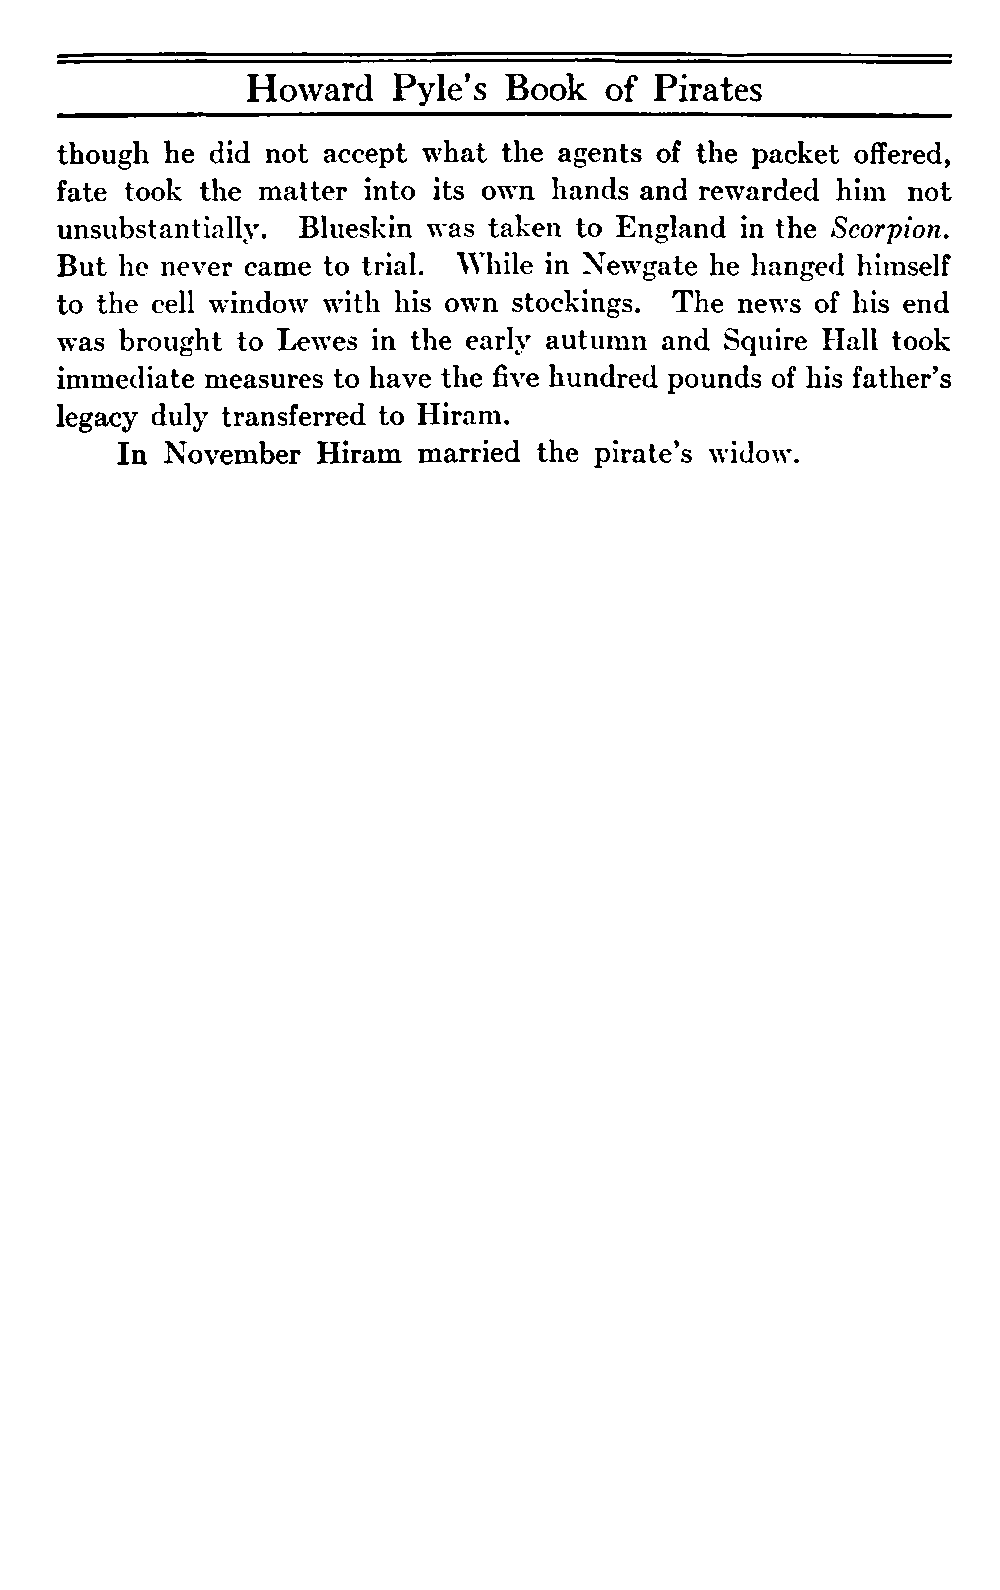 Howard Pyle's Book of Pirates
though he did not accept what the agents of the packet offered,
fate took the matter into its own hands and rewarded him not
unsubstantially. Blueskin was taken to England in the Scorpion.
But he never came to trial. While in Newgate he hanged himself
to the cell window with his own stockings. The news of his end
was brought to Lewes in the early autumn and Squire Hall took
immediate measures to have the five hundred pounds of his father's
legacy duly transferred to Hiram.
In November Hiram married the pirate's widow.